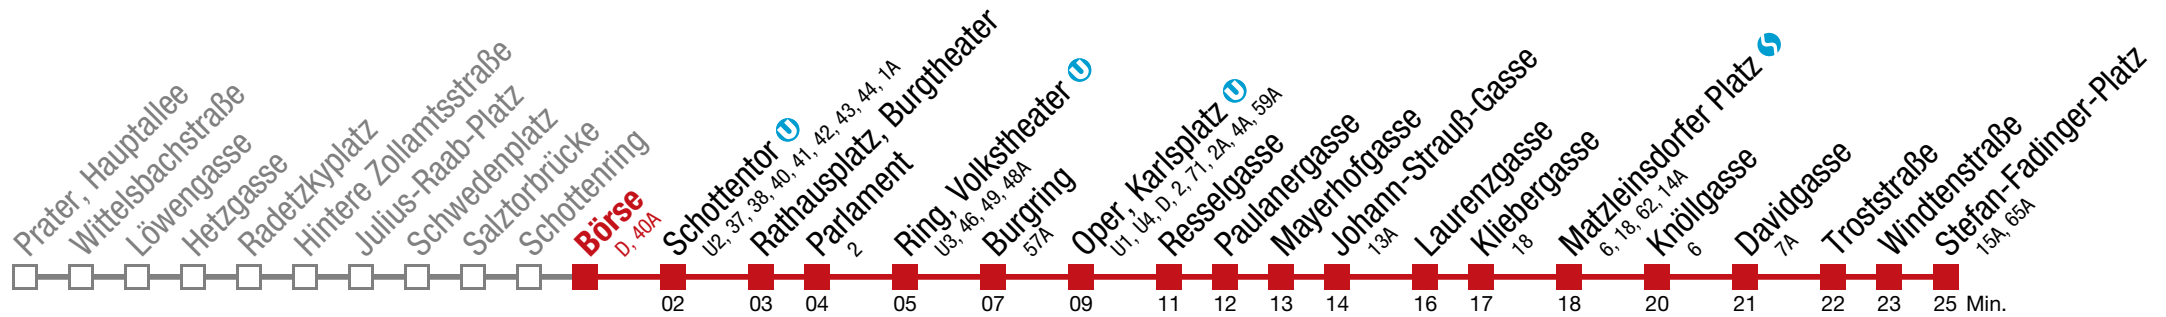 Prater, Hauptallee
Wittelsbachstraße
Löwengasse
Hetzgasse
Radetzkyplatz
Hintere Zollamtsstraße
Julius-Raab-Platz
Schwedenplatz
Salztorbrücke
Schottenring
Börse
D, 40A
Schottentor U
U2, 37, 38, 40, 41, 42, 43, 44, 1A
Rathausplatz, Burgtheater
Parlament
2
Ring, Volkstheater U
U3, 46, 49, 48A
Burgring
57A
Oper, Karlsplatz U
U1, U4, D, 2, 71, 2A, 4A, 59A
Resselgasse
Paulanergasse
Mayerhofgasse
Johann-Strauß-Gasse
13A
Laurenzgasse
Kliebergasse
18
Matzleinsdorfer Platz S
6, 18, 62, 14A
Knöllgasse
6
Davidgasse
7A
Troststraße
Windtenstraße
Stefan-Fadinger-Platz
15A, 65A
02 03 04 05 07 09 11 12 13 14 16 17 18 20 21 22 23 25 Min.